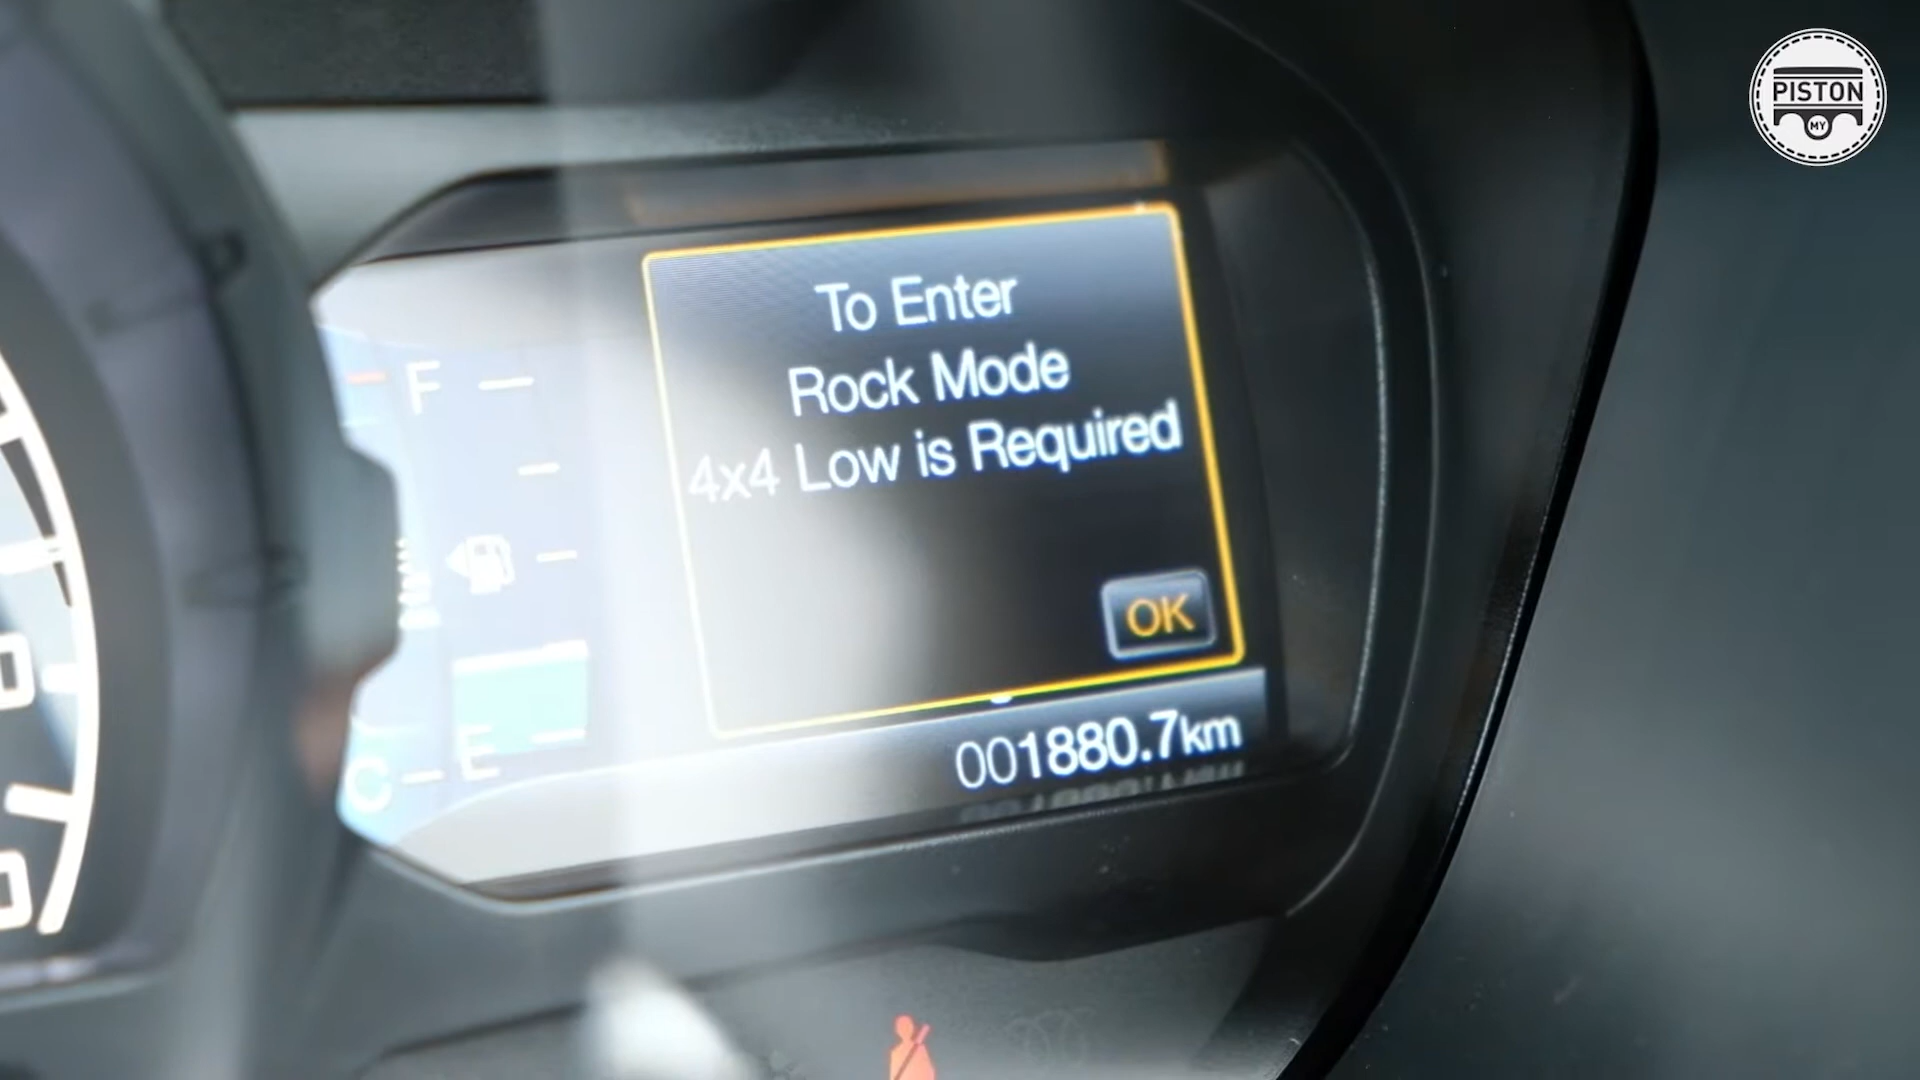 PISTON
MY
To Enter
Rock Mode
4x4 Low is Required
OK
F
C
E
001880.7km